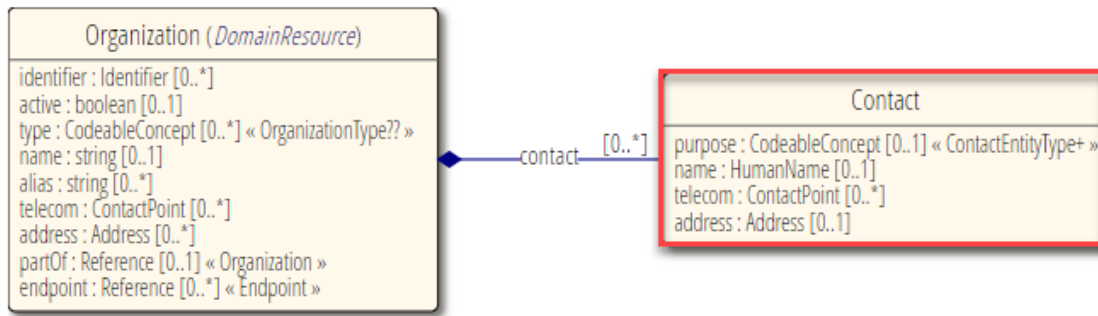 Organization (DomainResource)
identifier : Identifier [0..*]
active : boolean [0..1]
type : CodeableConcept [0..*] « OrganizationType?? »
name : string [0..1]
alias : string [0..*]
telecom : ContactPoint [0..*]
address : Address [0..*]
partOf : Reference [0..1] « Organization »
endpoint : Reference [0..*] « Endpoint »
contact
[0..*]
Contact
purpose : CodeableConcept [0..1] « ContactEntityType+ »
name : HumanName [0..1]
telecom : ContactPoint [0..*]
address : Address [0..1]